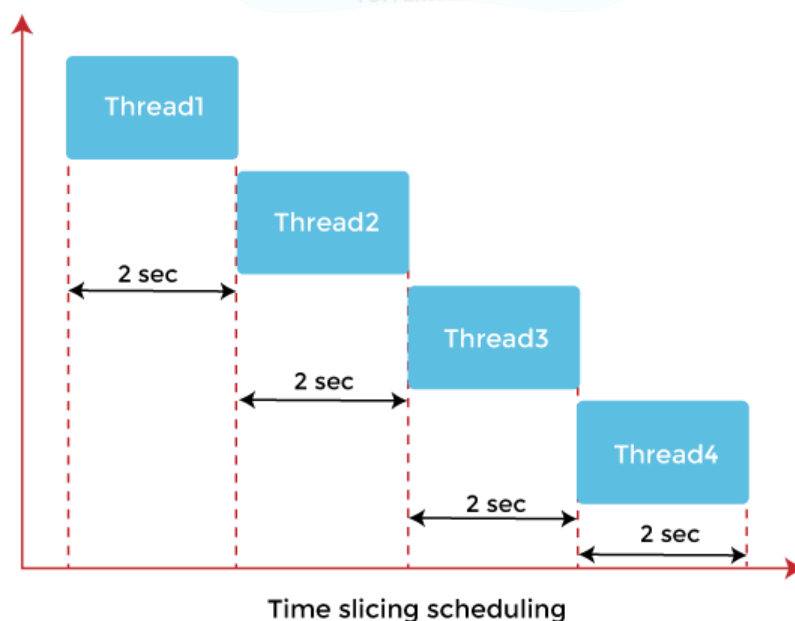 Thread1
Thread2
2 sec
Thread3
2 sec
Thread4
2 sec
2 sec
Time slicing scheduling